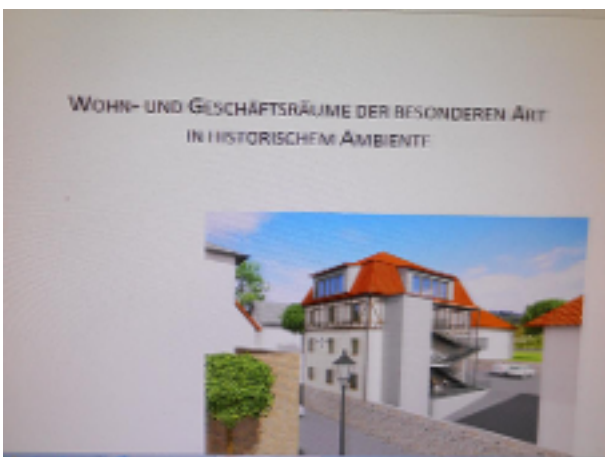 WOHN- UND GESCHÄFTSRÄUME DER BESONDEREN ART
IN HISTORISCHEM AMBIENTE